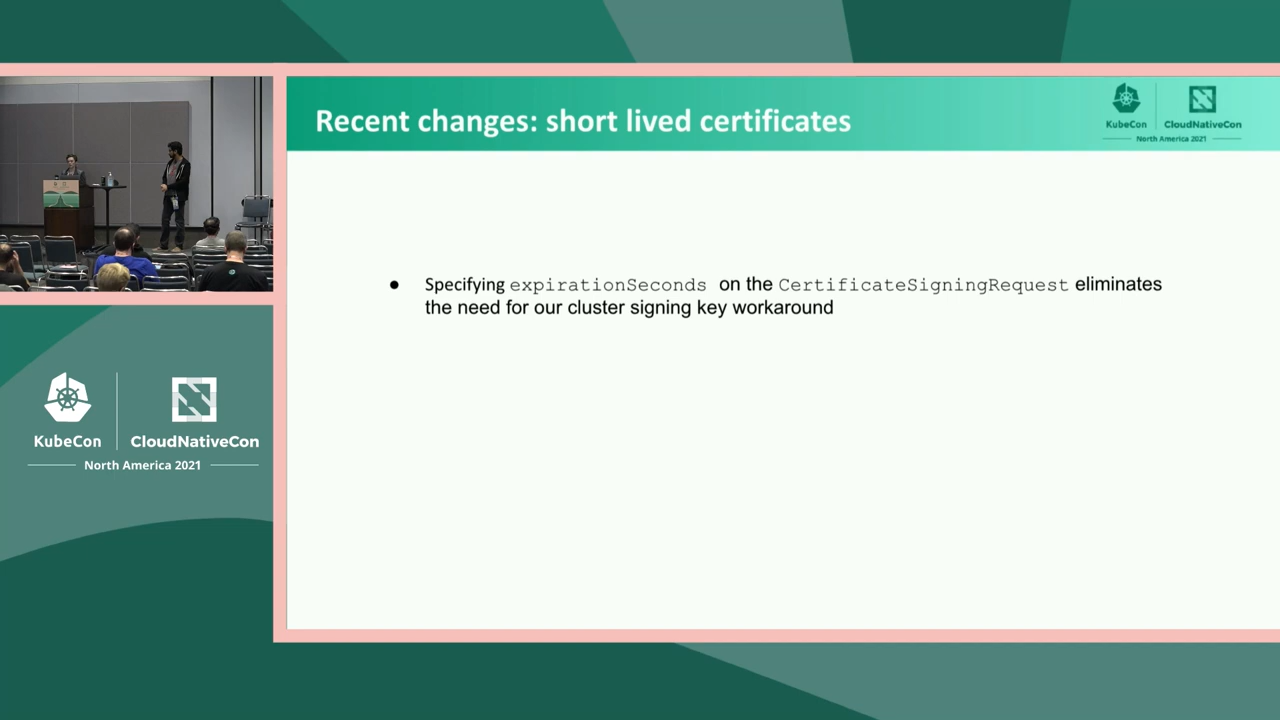 Recent changes: short lived certificates
KubeCon
CloudNativeCon
North America 2021
● Specifying expirationSeconds on the CertificateSigningRequest eliminates
the need for our cluster signing key workaround
KubeCon
CloudNativeCon
North America 2021